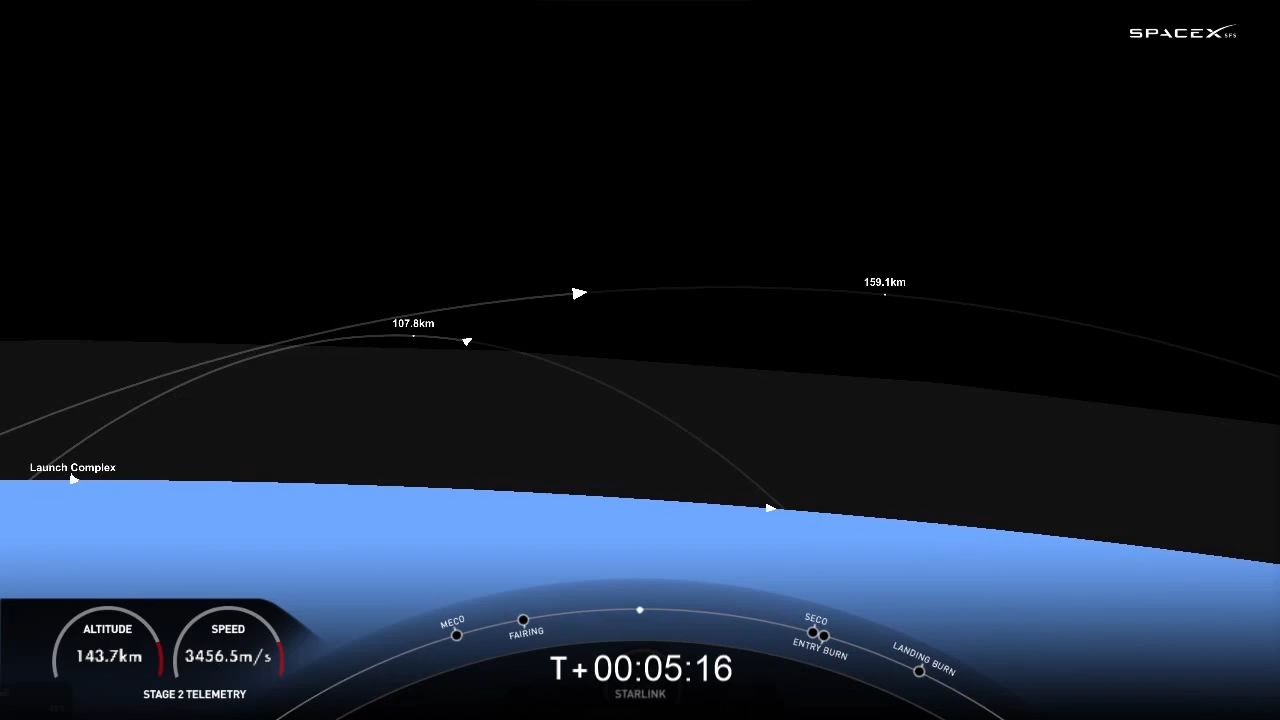 SPACEX SFS
159.1km
107.8km
Launch Complex
MECO
FAIRING
SECO
ENTRY BURN
LANDING BURN
ALTITUDE
143.7km
SPEED
3456.5m/s
STAGE 2 TELEMETRY
T+00:05:16
STARLINK